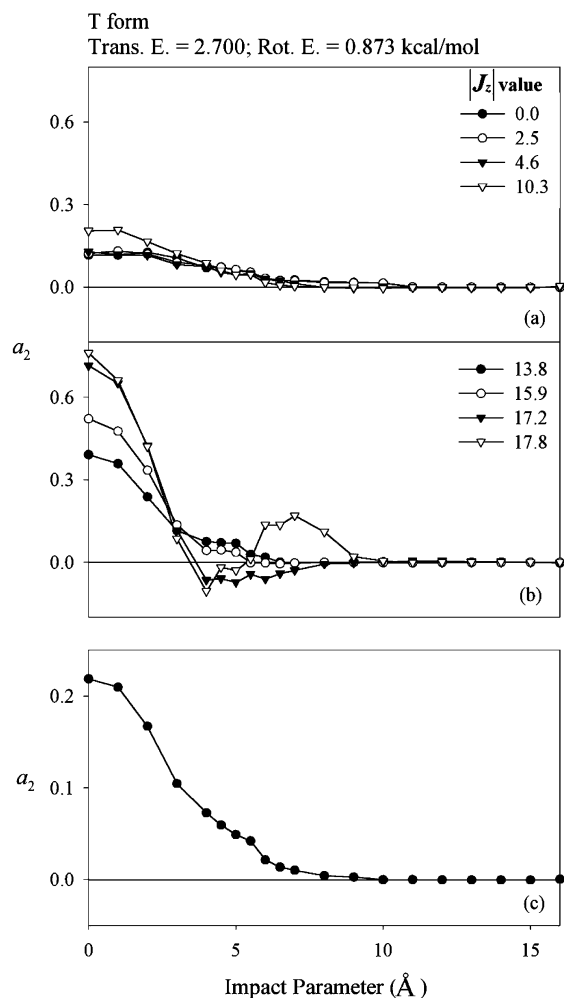 T form
Trans. E. = 2.700; Rot. E. = 0.873 kcal/mol
|Jz| value
0.0
2.5
4.6
10.3
0.6
0.3
0.0
(a)
a2
13.8
15.9
17.2
17.8
0.6
0.3
0.0
(b)
0.2
a2
0.1
0.0
(c)
0 5 10 15
Impact Parameter (Å)